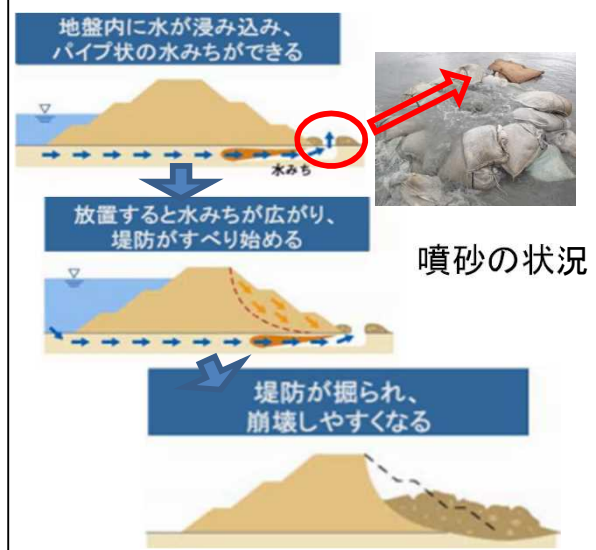 地盤内に水が浸み込み、
パイプ状の水みちができる
水みち
放置すると水みちが広がり、
堤防がすべり始める
噴砂の状況
堤防が掘られ、
崩壊しやすくなる